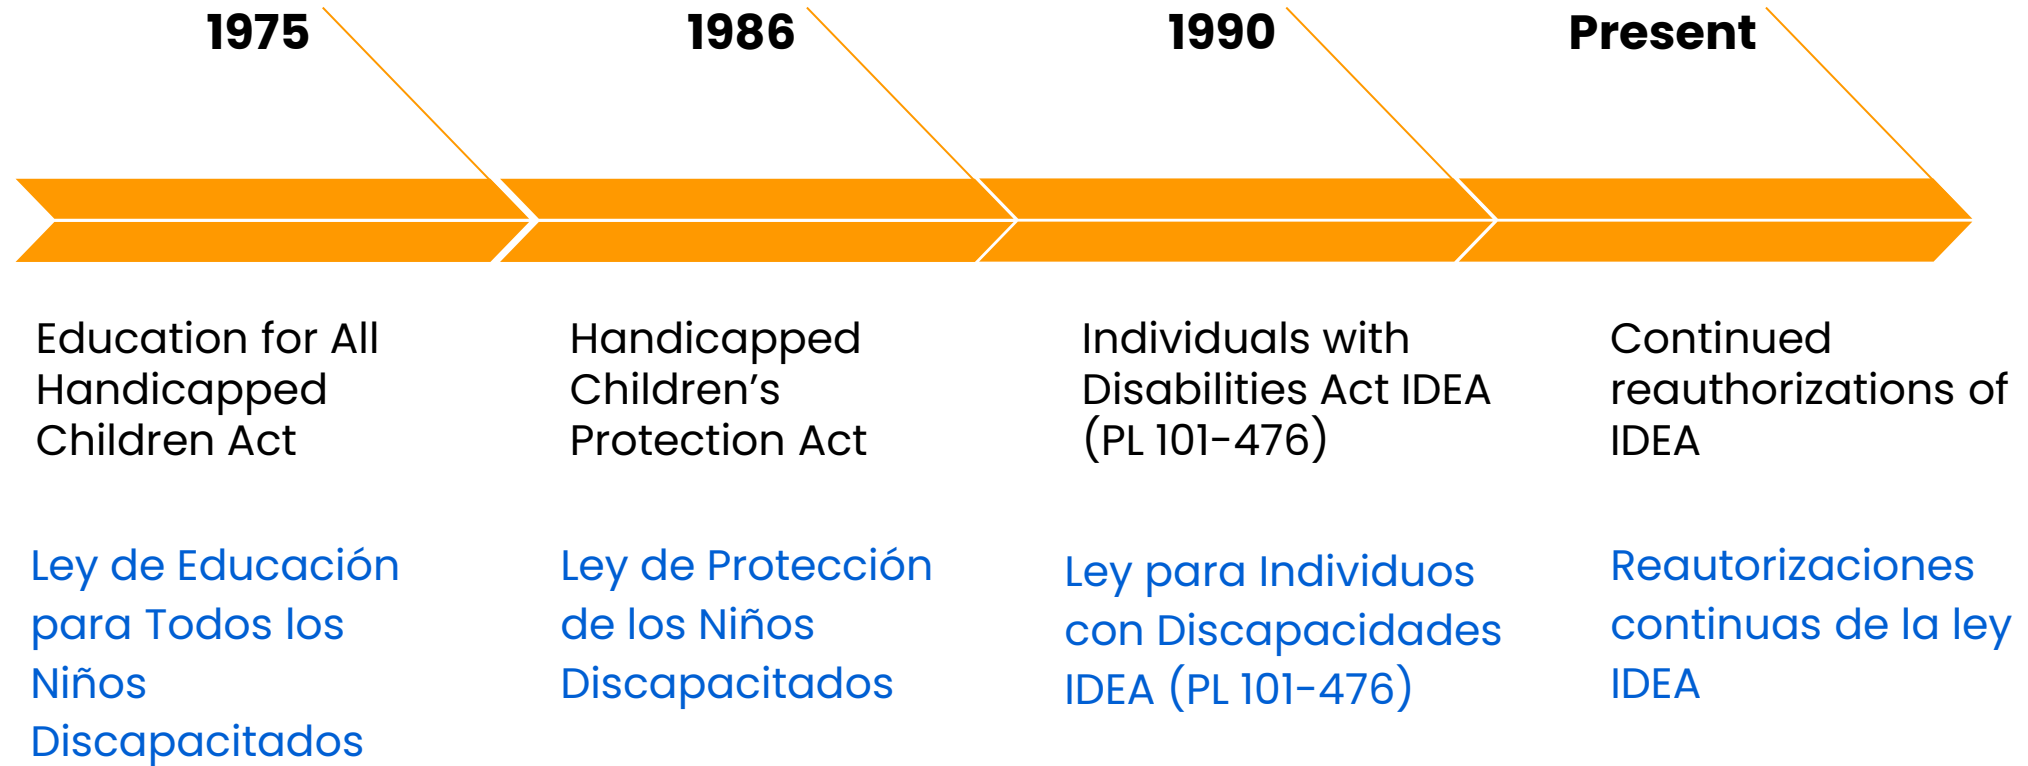 1975
1986
1990
Present
Education for All
Handicapped
Children Act
Handicapped
Children’s
Protection Act
Individuals with
Disabilities Act IDEA
(PL 101-476)
Continued
reauthorizations of
IDEA
Ley de Educación
para Todos los
Niños
Discapacitados
Ley de Protección
de los Niños
Discapacitados
Ley para Individuos
con Discapacidades
IDEA (PL 101-476)
Reautorizaciones
continuas de la ley
IDEA